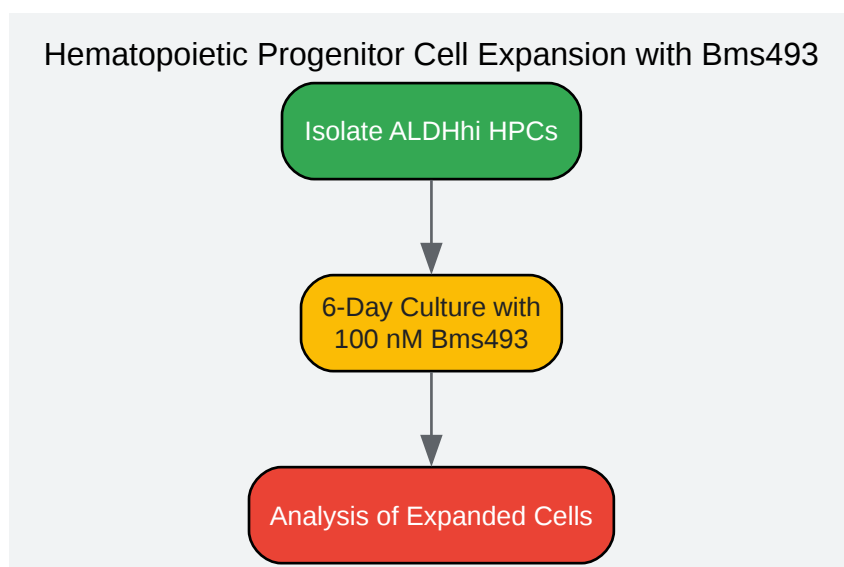 Hematopoietic Progenitor Cell Expansion with Bms493
Isolate ALDHhi HPCs
6-Day Culture with
100 nM Bms493
Analysis of Expanded Cells